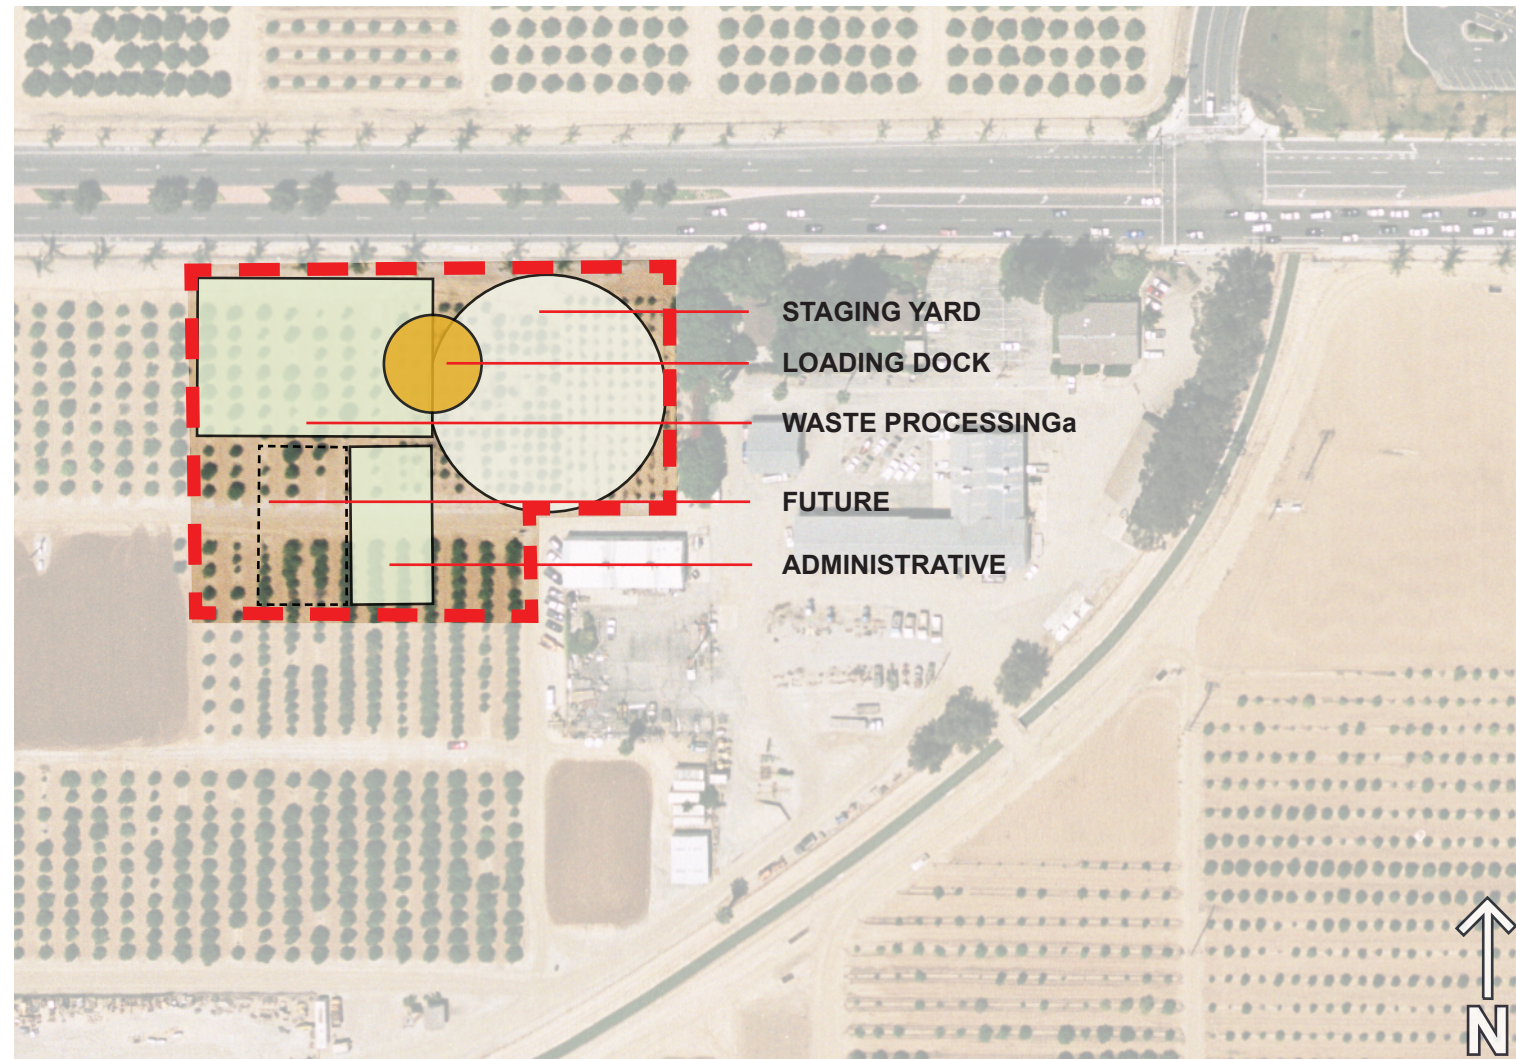 STAGING YARD
LOADING DOCK
WASTE PROCESSINGa
FUTURE
ADMINISTRATIVE
N